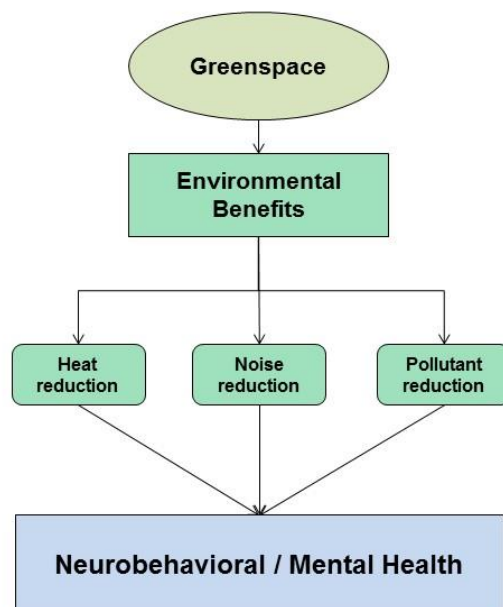 Greenspace
Environmental
Benefits
Heat
reduction
Noise
reduction
Pollutant
reduction
Neurobehavioral / Mental Health